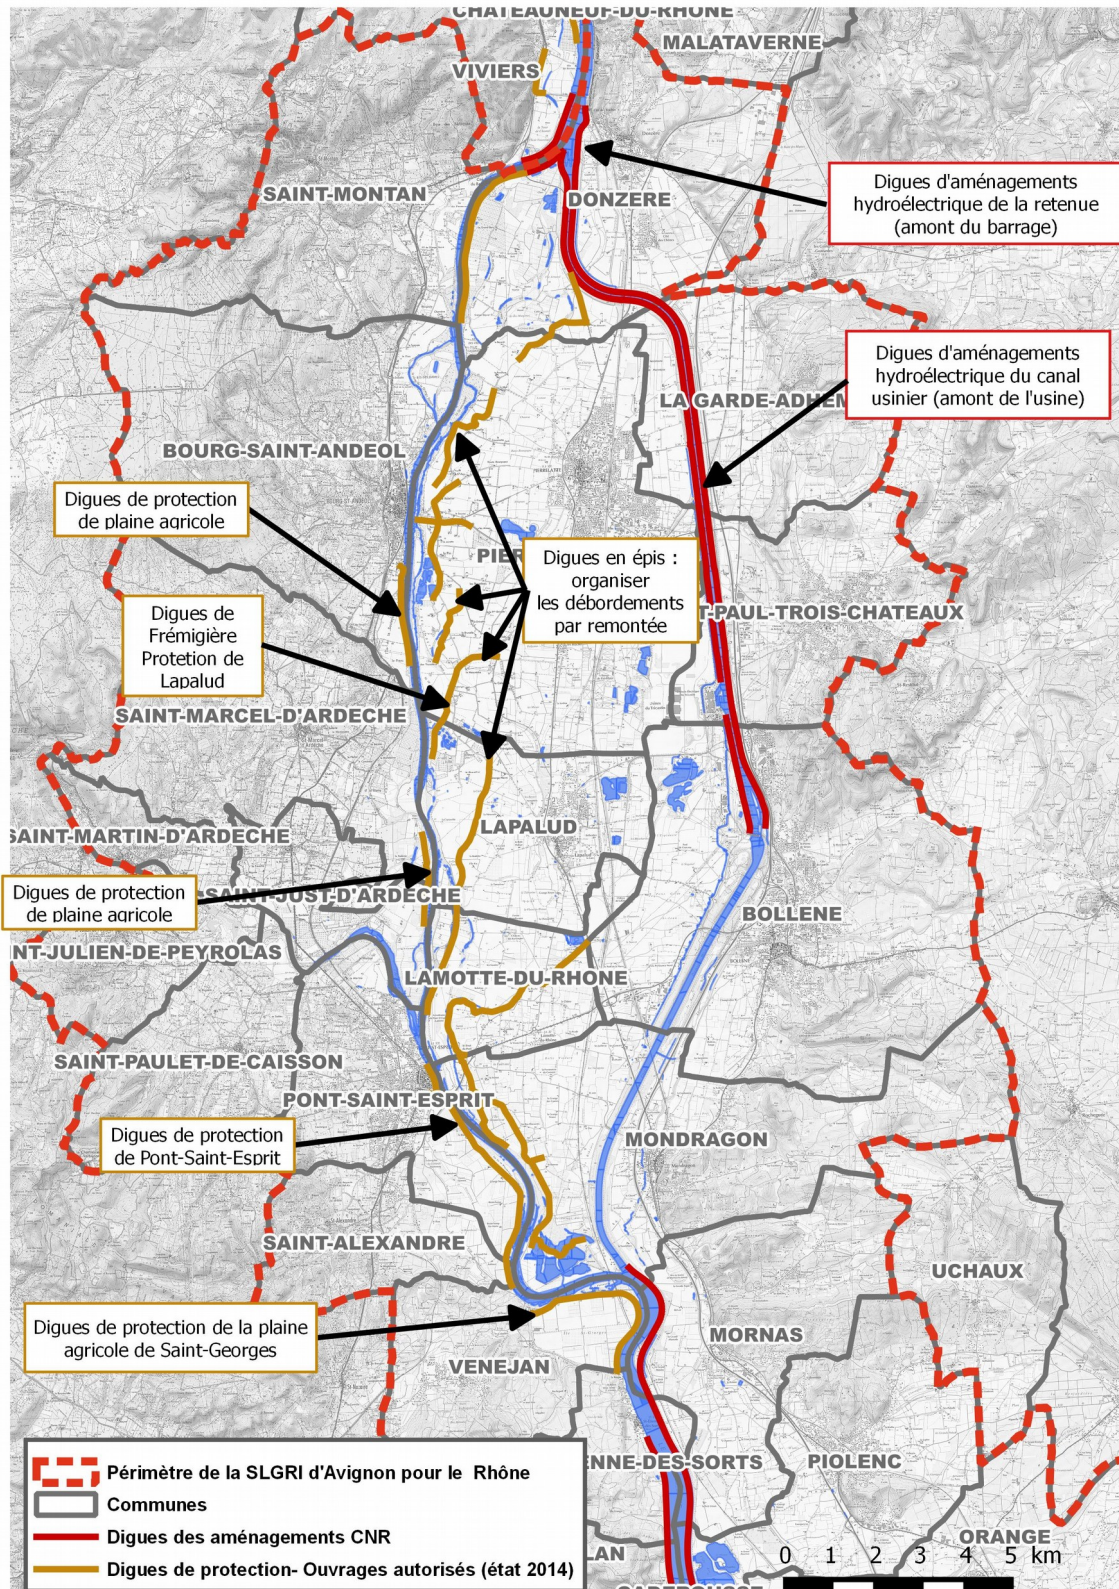 CHATEAUNEUF-DU-RHONE
MALATAVERNE
VIVIERS
SAINT-MONTAN
DONZERE
Digues d'aménagements
hydroélectrique de la retenue
(amont du barrage)
Digues d'aménagements
hydroélectrique du canal
usinier (amont de l'usine)
LA GARDE-ADHEM
BOURG-SAINT-ANDEOL
Digues de protection
de plaine agricole
PIER
Digues en épis :
organiser
les débordements
par remontée
Digues de
Frémigière
Protetion de
Lapalud
T-PAUL-TROIS-CHATEAUX
SAINT-MARCEL-D'ARDECHE
LAPALUD
SAINT-MARTIN-D'ARDECHE
Digues de protection
de plaine agricole
SAINT-JUST-D'ARDECHE
BOLLENE
NT-JULIEN-DE-PEYROLAS
LAMOTTE-DU-RHONE
SAINT-PAULET-DE-CAISSON
PONT-SAINT-ESPRIT
Digues de protection
de Pont-Saint-Esprit
MONDRAGON
SAINT-ALEXANDRE
UCHAUX
Digues de protection de la plaine
agricole de Saint-Georges
MORNAS
VENEJAN
ENNE-DES-SORTS
PIOLENC
ORANGE
LAN
CADEROUSSE
Périmètre de la SLGRI d'Avignon pour le Rhône
Communes
Digues des aménagements CNR
Digues de protection- Ouvrages autorisés (état 2014)
0 1 2 3 4 5 km